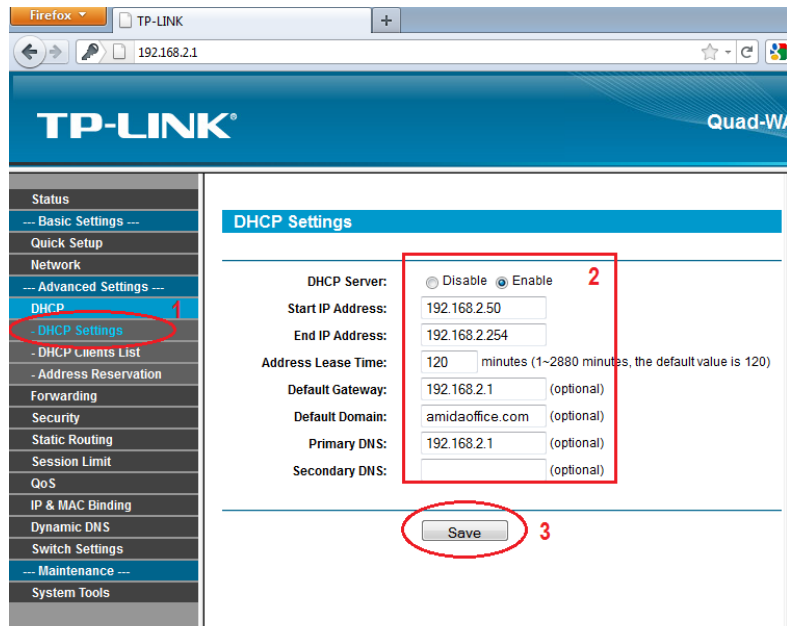 Firefox
TP-LINK
+
192.168.2.1
TP-LINK®
Quad-WA
Status
--- Basic Settings ---
Quick Setup
Network
--- Advanced Settings ---
DHCP
1
- DHCP Settings
- DHCP Clients List
- Address Reservation
Forwarding
Security
Static Routing
Session Limit
QoS
IP & MAC Binding
Dynamic DNS
Switch Settings
--- Maintenance ---
System Tools
DHCP Settings
DHCP Server: Disable Enable 2
Start IP Address: 192.168.2.50
End IP Address: 192.168.2.254
Address Lease Time: 120 minutes (1~2880 minutes, the default value is 120)
Default Gateway: 192.168.2.1 (optional)
Default Domain: amidaoffice.com (optional)
Primary DNS: 192.168.2.1 (optional)
Secondary DNS: (optional)
Save 3